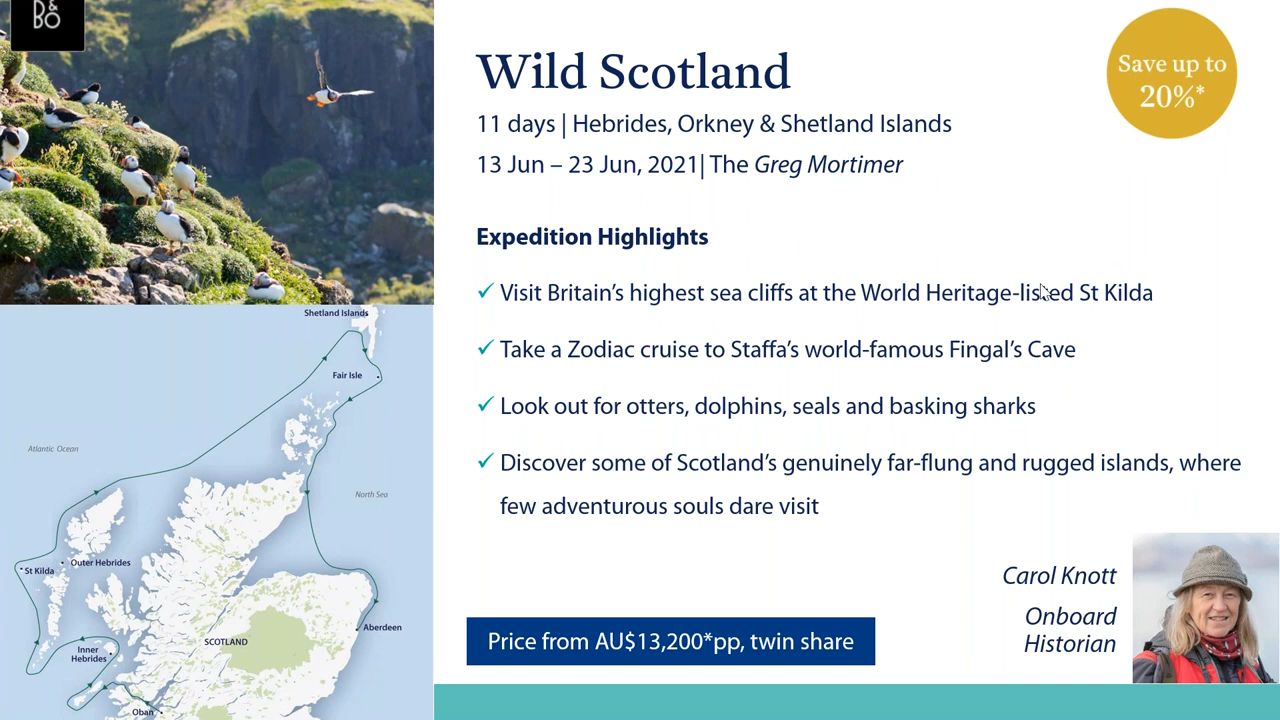 B&
BO
Wild Scotland
Save up to
20%*
11 days | Hebrides, Orkney & Shetland Islands
13 Jun – 23 Jun, 2021| The Greg Mortimer
Expedition Highlights
✓ Visit Britain’s highest sea cliffs at the World Heritage-listed St Kilda
✓ Take a Zodiac cruise to Staffa’s world-famous Fingal’s Cave
✓ Look out for otters, dolphins, seals and basking sharks
✓ Discover some of Scotland’s genuinely far-flung and rugged islands, where
few adventurous souls dare visit
Carol Knott
Onboard
Historian
Price from AU$13,200*pp, twin share
Shetland Islands
Fair Isle
Atlantic Ocean
North Sea
Outer Hebrides
St Kilda
Aberdeen
SCOTLAND
Inner
Hebrides
Oban